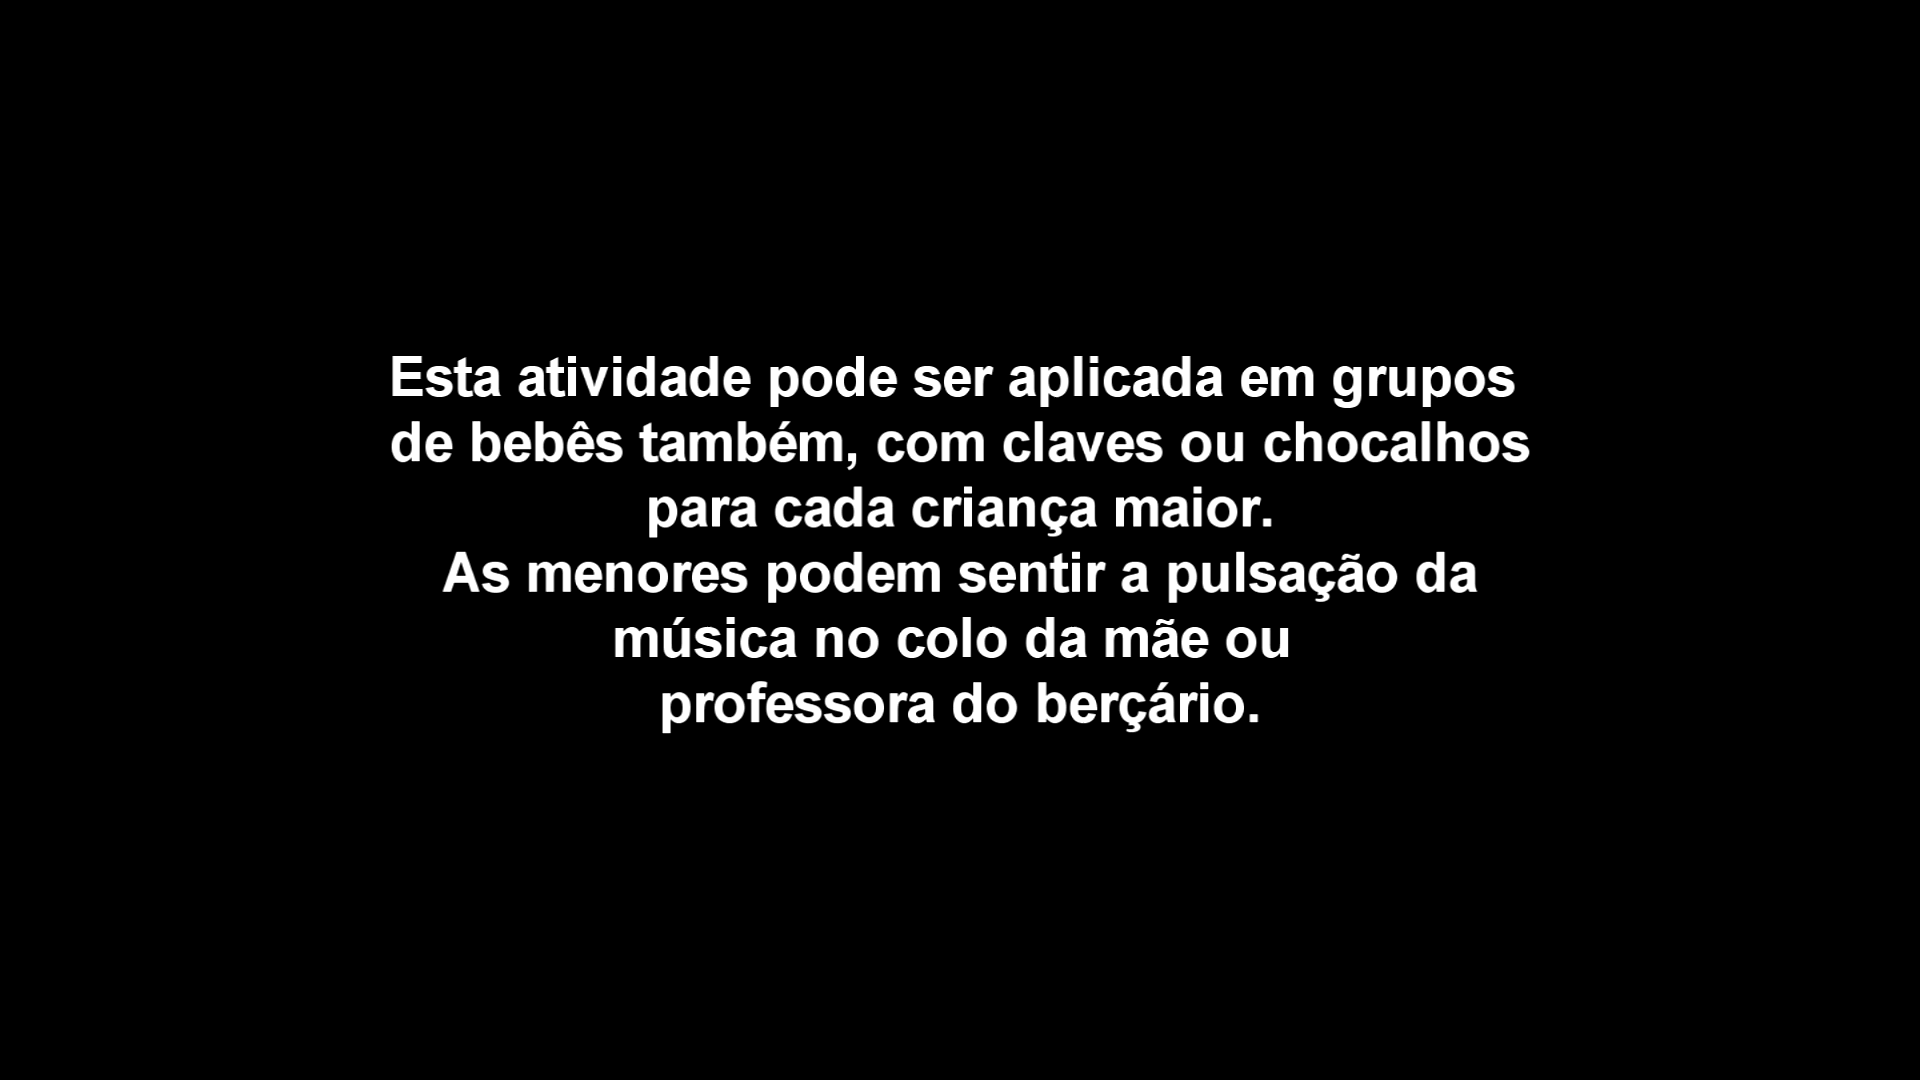 Esta atividade pode ser aplicada em grupos
de bebês também, com claves ou chocalhos
para cada criança maior.
As menores podem sentir a pulsação da
música no colo da mãe ou
professora do berçário.